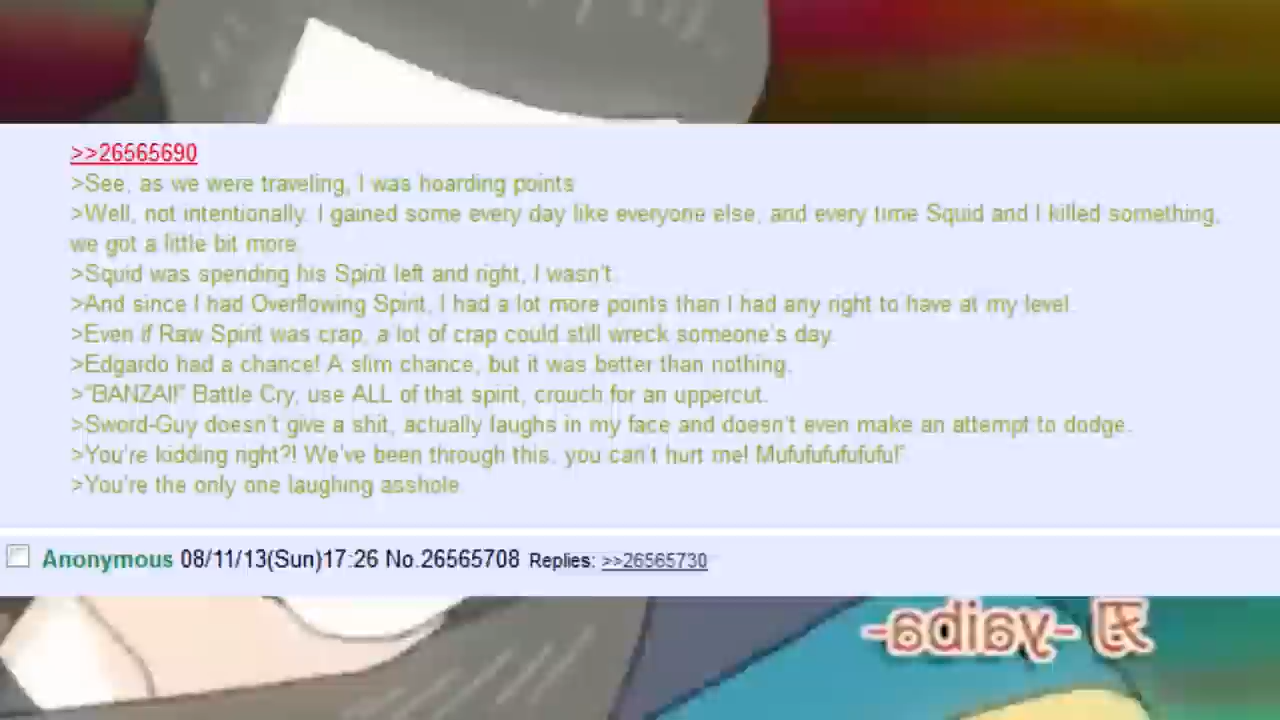 >>26565690
>See, as we were traveling, I was hoarding points
>Well, not intentionally. I gained some every day like everyone else, and every time Squid and I killed something,
we got a little bit more.
>Squid was spending his Spirit left and right, I wasn't.
>And since I had Overflowing Spirit, I had a lot more points than I had any right to have at my level.
>Even if Raw Spirit was crap, a lot of crap could still wreck someone's day.
>Edgardo had a chance! A slim chance, but it was better than nothing.
>"BANZAI!" Battle Cry, use ALL of that spirit, crouch for an uppercut.
>Sword-Guy doesn't give a shit, actually laughs in my face and doesn't even make an attempt to dodge.
>You're kidding right?! We've been through this, you can't hurt me! Mufufufufufufu!"
>You're the only one laughing asshole
Anonymous 08/11/13(Sun)17:26 No.26565708 Replies: >>26565730
刃 -yaiba-